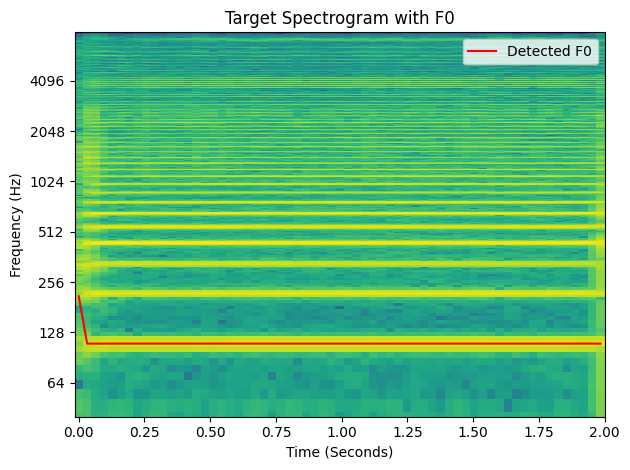 Target Spectrogram with F0
Detected F0
Frequency (Hz)
4096
2048
1024
512
256
128
64
0.00 0.25 0.50 0.75 1.00 1.25 1.50 1.75 2.00
Time (Seconds)